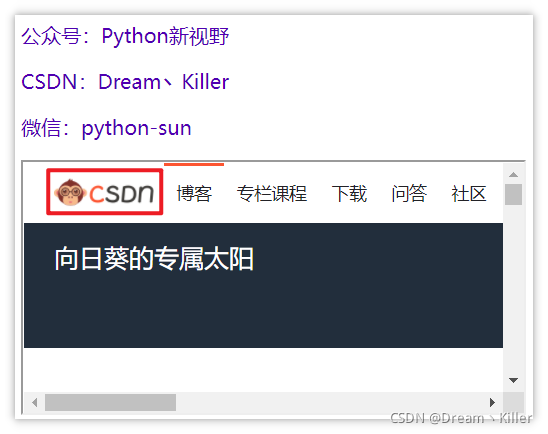 公众号：Python新视野
CSDN：Dream丶Killer
微信：python-sun
CSDN 博客 专栏课程 下载 问答 社区
向日葵的专属太阳
CSDN @Dream丶Killer